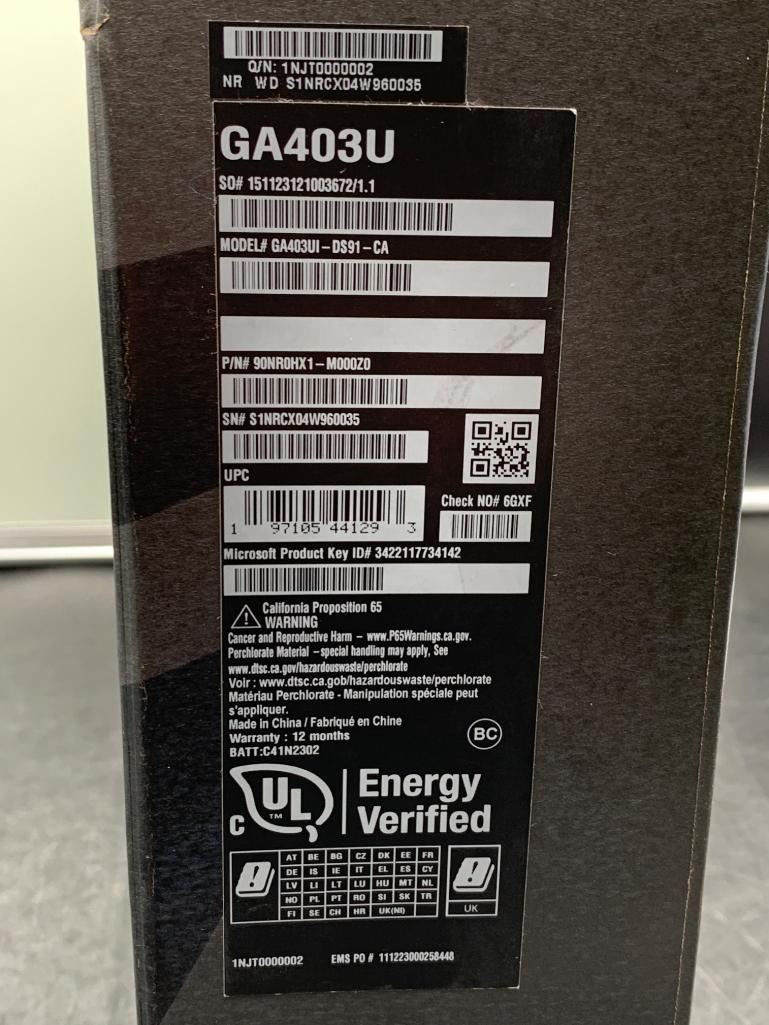 Q/N: 1NJT0000002
NR WD S1NRCX04W960035
GA403U
SO# 151123121003672/1.1
MODEL# GA403UI-DS91-CA
P/N# 90NR0HX1-M000Z0
SN# S1NRCX04W960035
UPC
1 97105 44129 3
Check NO# 6GXF
Microsoft Product Key ID# 3422117734142
California Proposition 65
WARNING
Cancer and Reproductive Harm - www.P65Warnings.ca.gov.
Perchlorate Material -special handling may apply, See
www.dtsc.ca.gov/hazardouswaste/perchlorate
Voir : www.dtsc.ca.gov/hazardouswaste/perchlorate
Matériau Perchlorate - Manipulation spéciale peut
s'appliquer.
Made in China / Fabriqué en Chine
Warranty : 12 months
BATT:C41N2302
BC
C UL TM
Energy
Verified
AT BE BG CZ DK EE FR
DE IS IE IT EL ES CY
LV LI LT LU HU MT NL
NO PL PT RO SI SK TR
FI SE CH HR UK(NI)
UK
1NJT0000002 EMS PO # 111223000258448